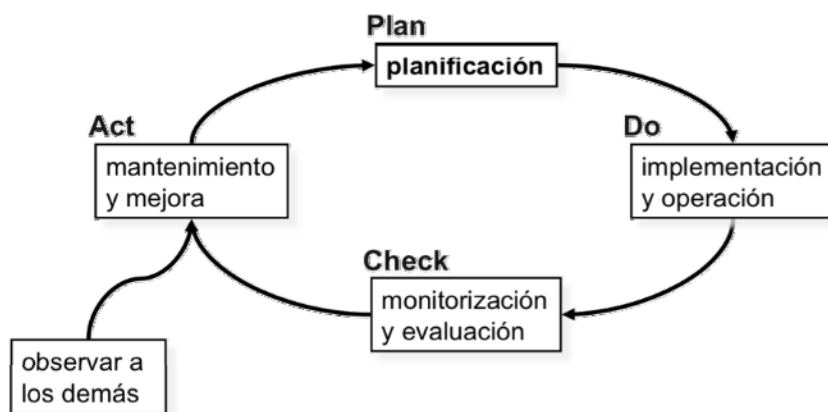 Plan
planificación
Act
mantenimiento
y mejora
Do
implementación
y operación
Check
monitorización
y evaluación
observar a
los demás